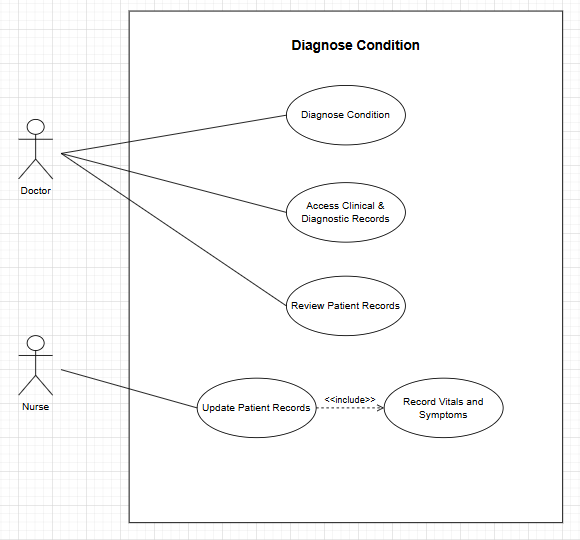 Diagnose Condition
Diagnose Condition
Doctor
Access Clinical &
Diagnostic Records
Review Patient Records
Nurse
Update Patient Records
<<include>>
Record Vitals and
Symptoms